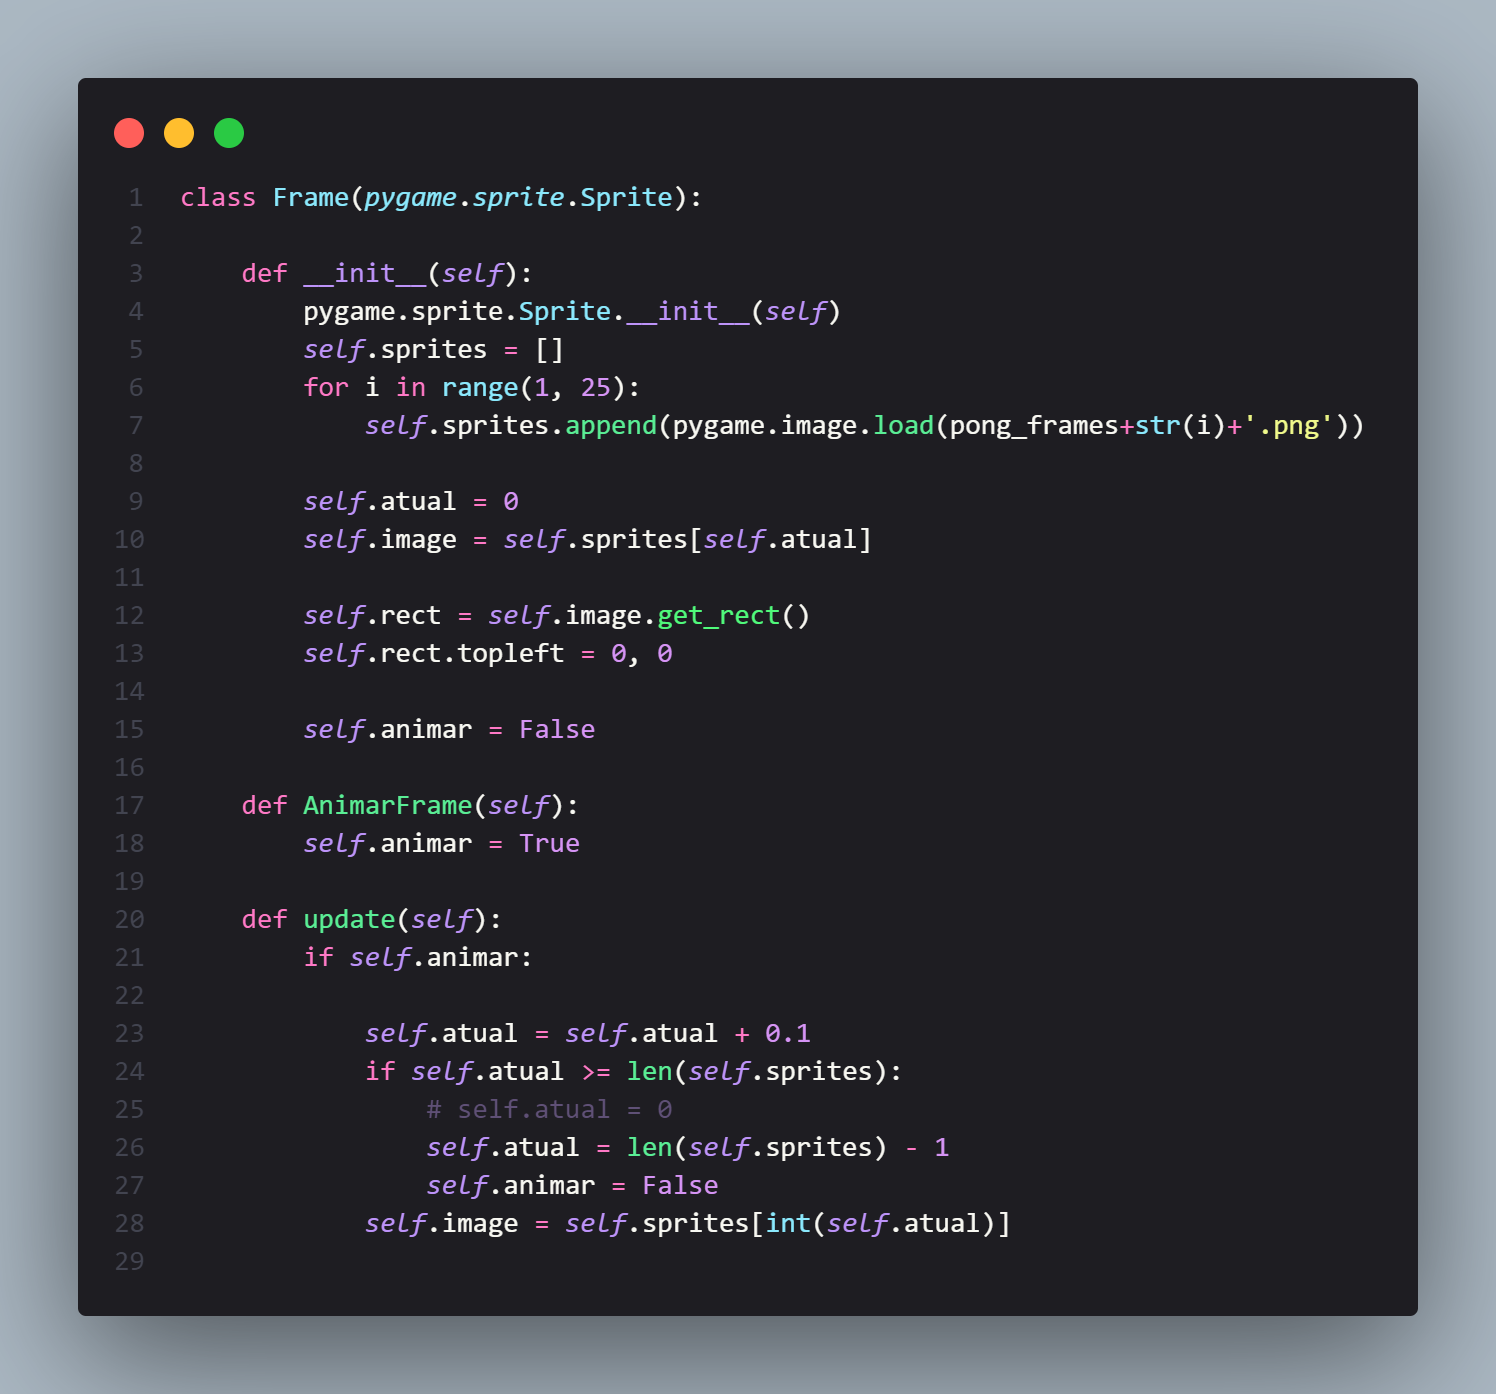 1 class Frame(pygame.sprite.Sprite):
2
3     def __init__(self):
4         pygame.sprite.Sprite.__init__(self)
5         self.sprites = []
6         for i in range(1, 25):
7             self.sprites.append(pygame.image.load(pong_frames+str(i)+'.png'))
8
9         self.atual = 0
10         self.image = self.sprites[self.atual]
11
12         self.rect = self.image.get_rect()
13         self.rect.topleft = 0, 0
14
15         self.animar = False
16
17     def AnimarFrame(self):
18         self.animar = True
19
20     def update(self):
21         if self.animar:
22
23             self.atual = self.atual + 0.1
24             if self.atual >= len(self.sprites):
25                 # self.atual = 0
26                 self.atual = len(self.sprites) - 1
27                 self.animar = False
28             self.image = self.sprites[int(self.atual)]
29